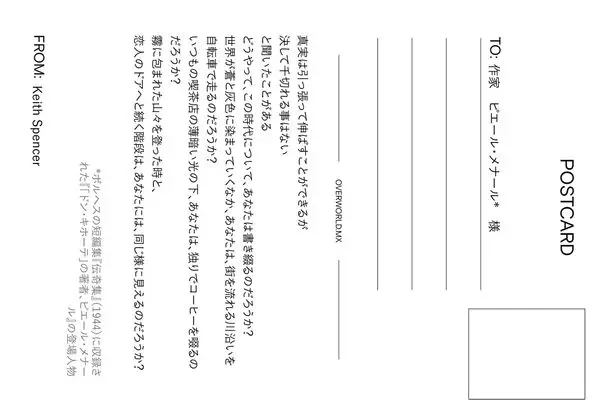 POSTCARD
TO: 作家　ピエール・メナール*　様
OVERWORLD.MX
真実は引っ張って伸ばすことができるが
決して千切れる事はない
と聞いたことがある
どうやって、この時代について、あなたは書き綴るのだろうか?
世界が蒼と灰色に染まっていくなか、あなたは、街を流れる川沿いを
自転車で走るのだろうか?
いつもの喫茶店の薄暗い光の下、あなたは、独りでコーヒーを啜るの
だろうか?
霧に包まれた山々を登った時と、
恋人のドアへと続く階段は、あなたには、同じ様に見えるのだろうか?
*ボルヘスの短編集『伝奇集』(1944)に収録さ
れた『「ドン・キホーテ」の著者、ピエール・メナー
ル』の登場人物
FROM: Keith Spencer